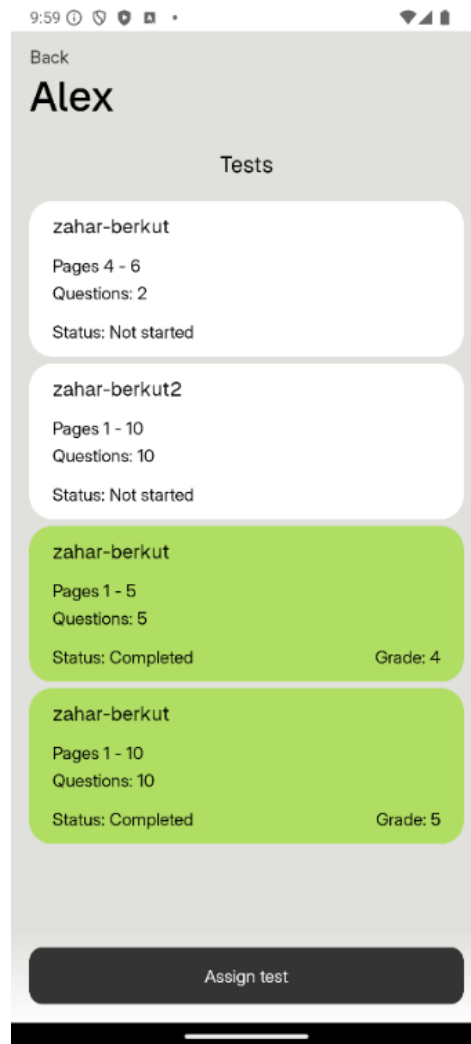 9:59
Back
Alex
Tests
zahar-berkut
Pages 4 - 6
Questions: 2
Status: Not started
zahar-berkut2
Pages 1 - 10
Questions: 10
Status: Not started
zahar-berkut
Pages 1 - 5
Questions: 5
Status: Completed Grade: 4
zahar-berkut
Pages 1 - 10
Questions: 10
Status: Completed Grade: 5
Assign test